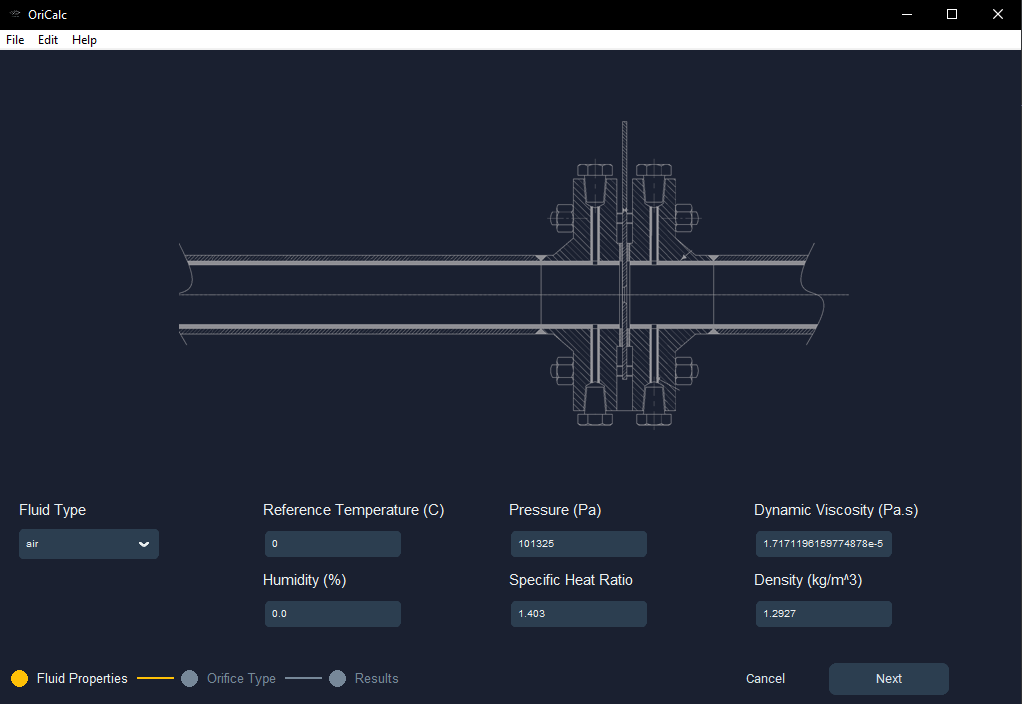 OriCalc
File Edit Help
Fluid Type
Reference Temperature (C)
Pressure (Pa)
Dynamic Viscosity (Pa.s)
air
0
101325
1.7171196159774878e-5
Humidity (%)
Specific Heat Ratio
Density (kg/m^3)
0.0
1.403
1.2927
Fluid Properties
Orifice Type
Results
Cancel
Next